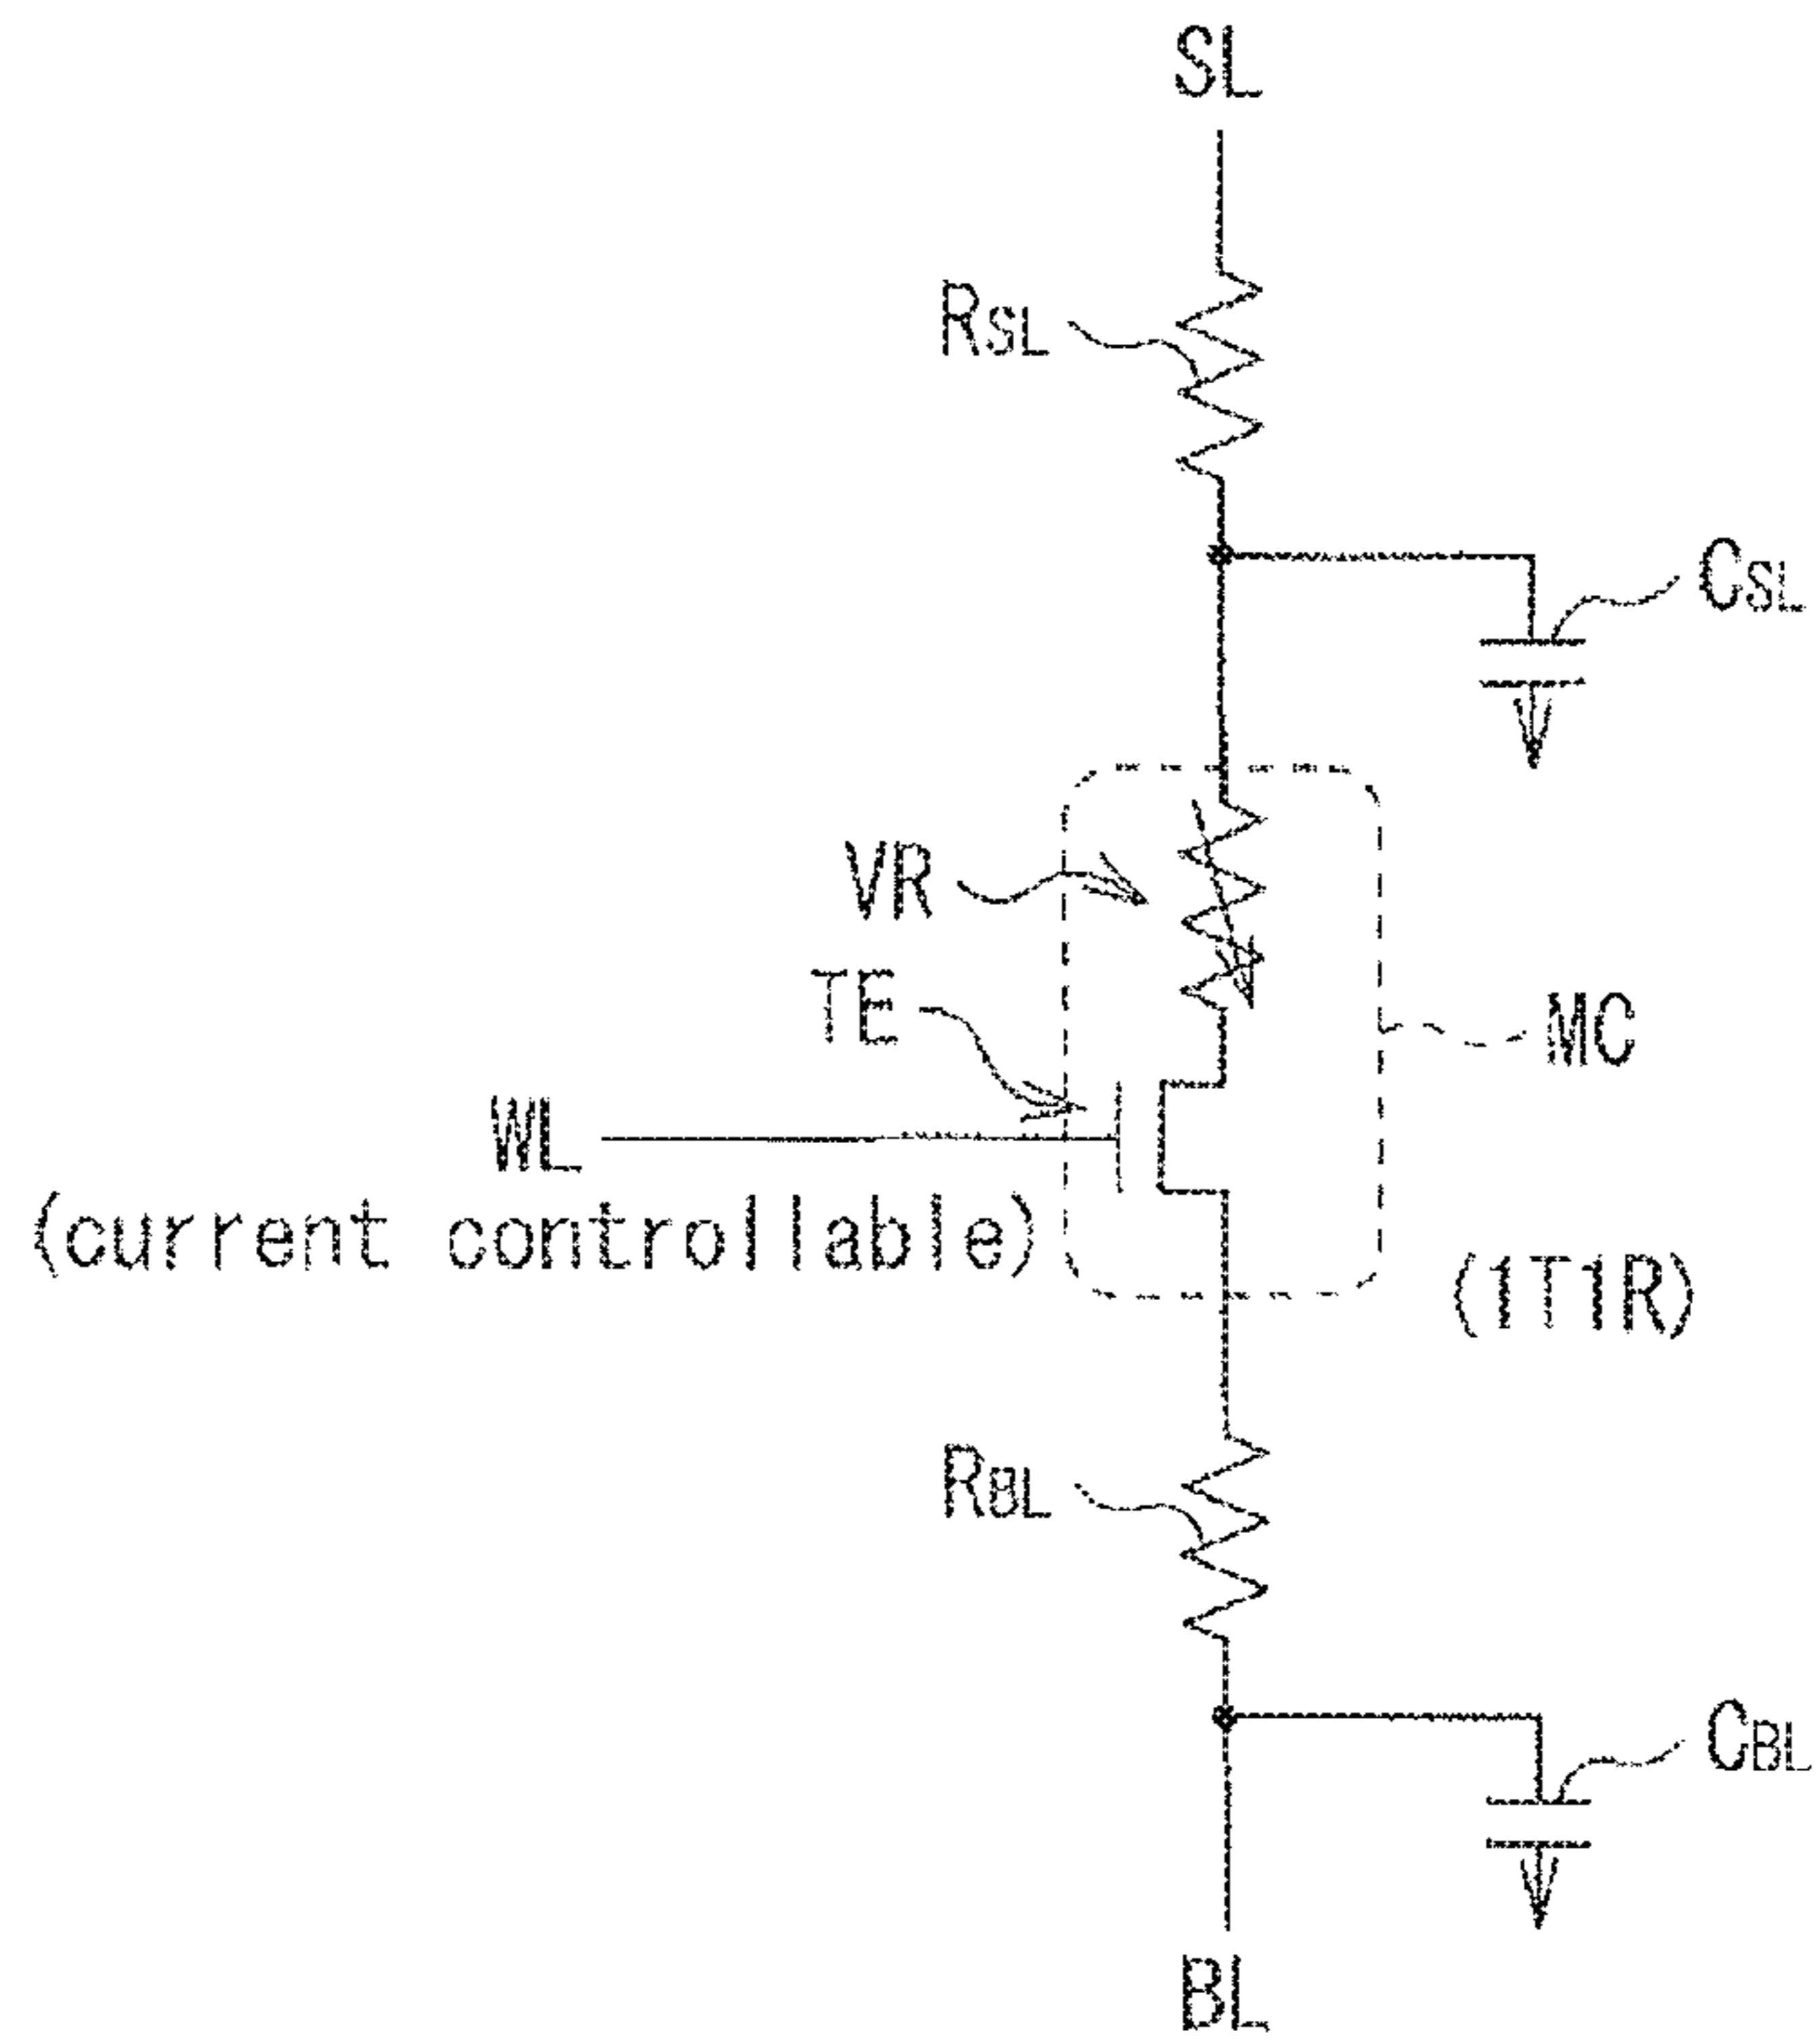 SL
RSL
CSL
VR
TE
MC
WL
(current controllable)
(1T1R)
RBL
CBL
BL